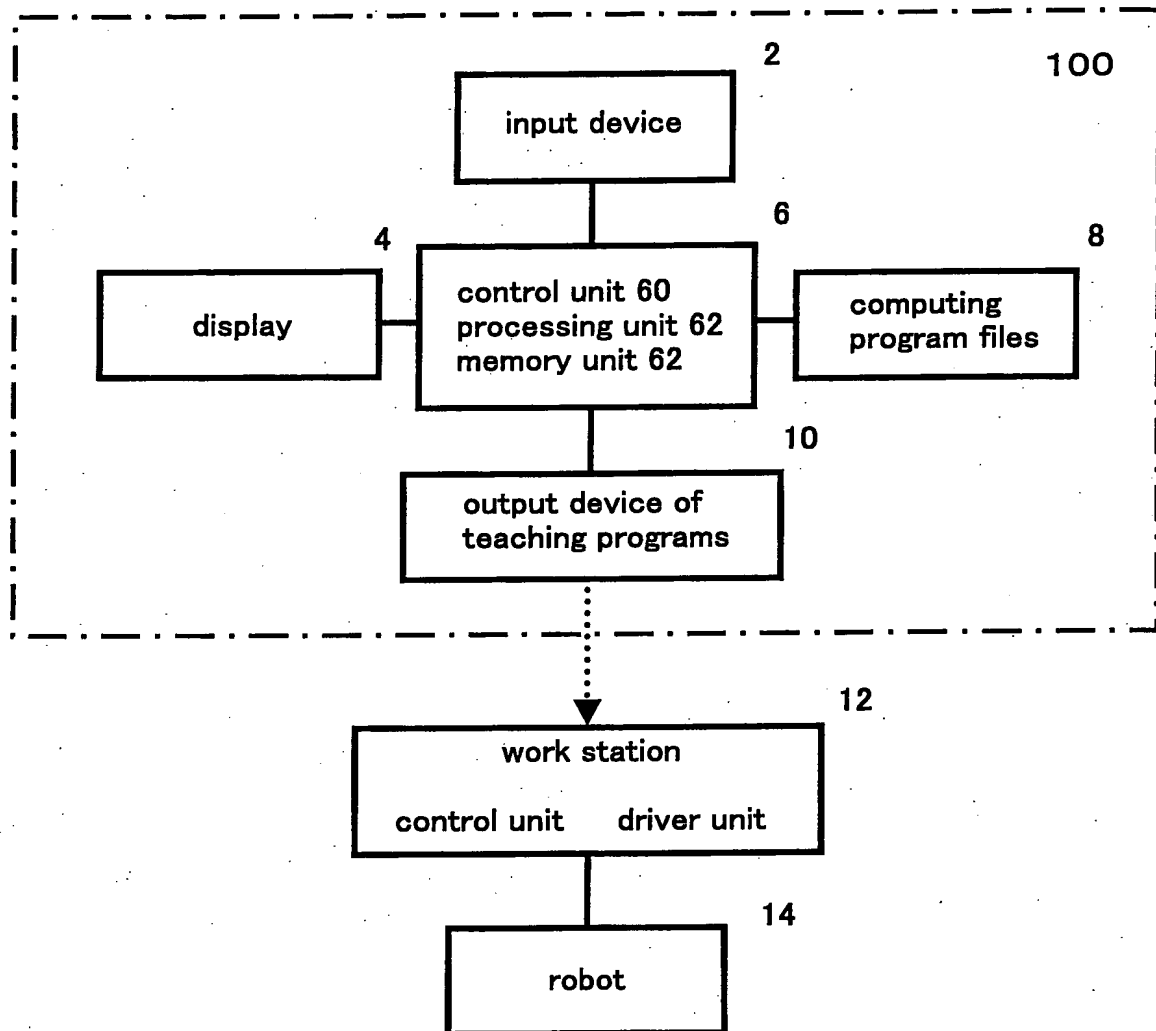 2
100
input device
6
4
8
control unit 60
processing unit 62
memory unit 62
display
computing
program files
10
output device of
teaching programs
12
work station
control unit driver unit
14
robot